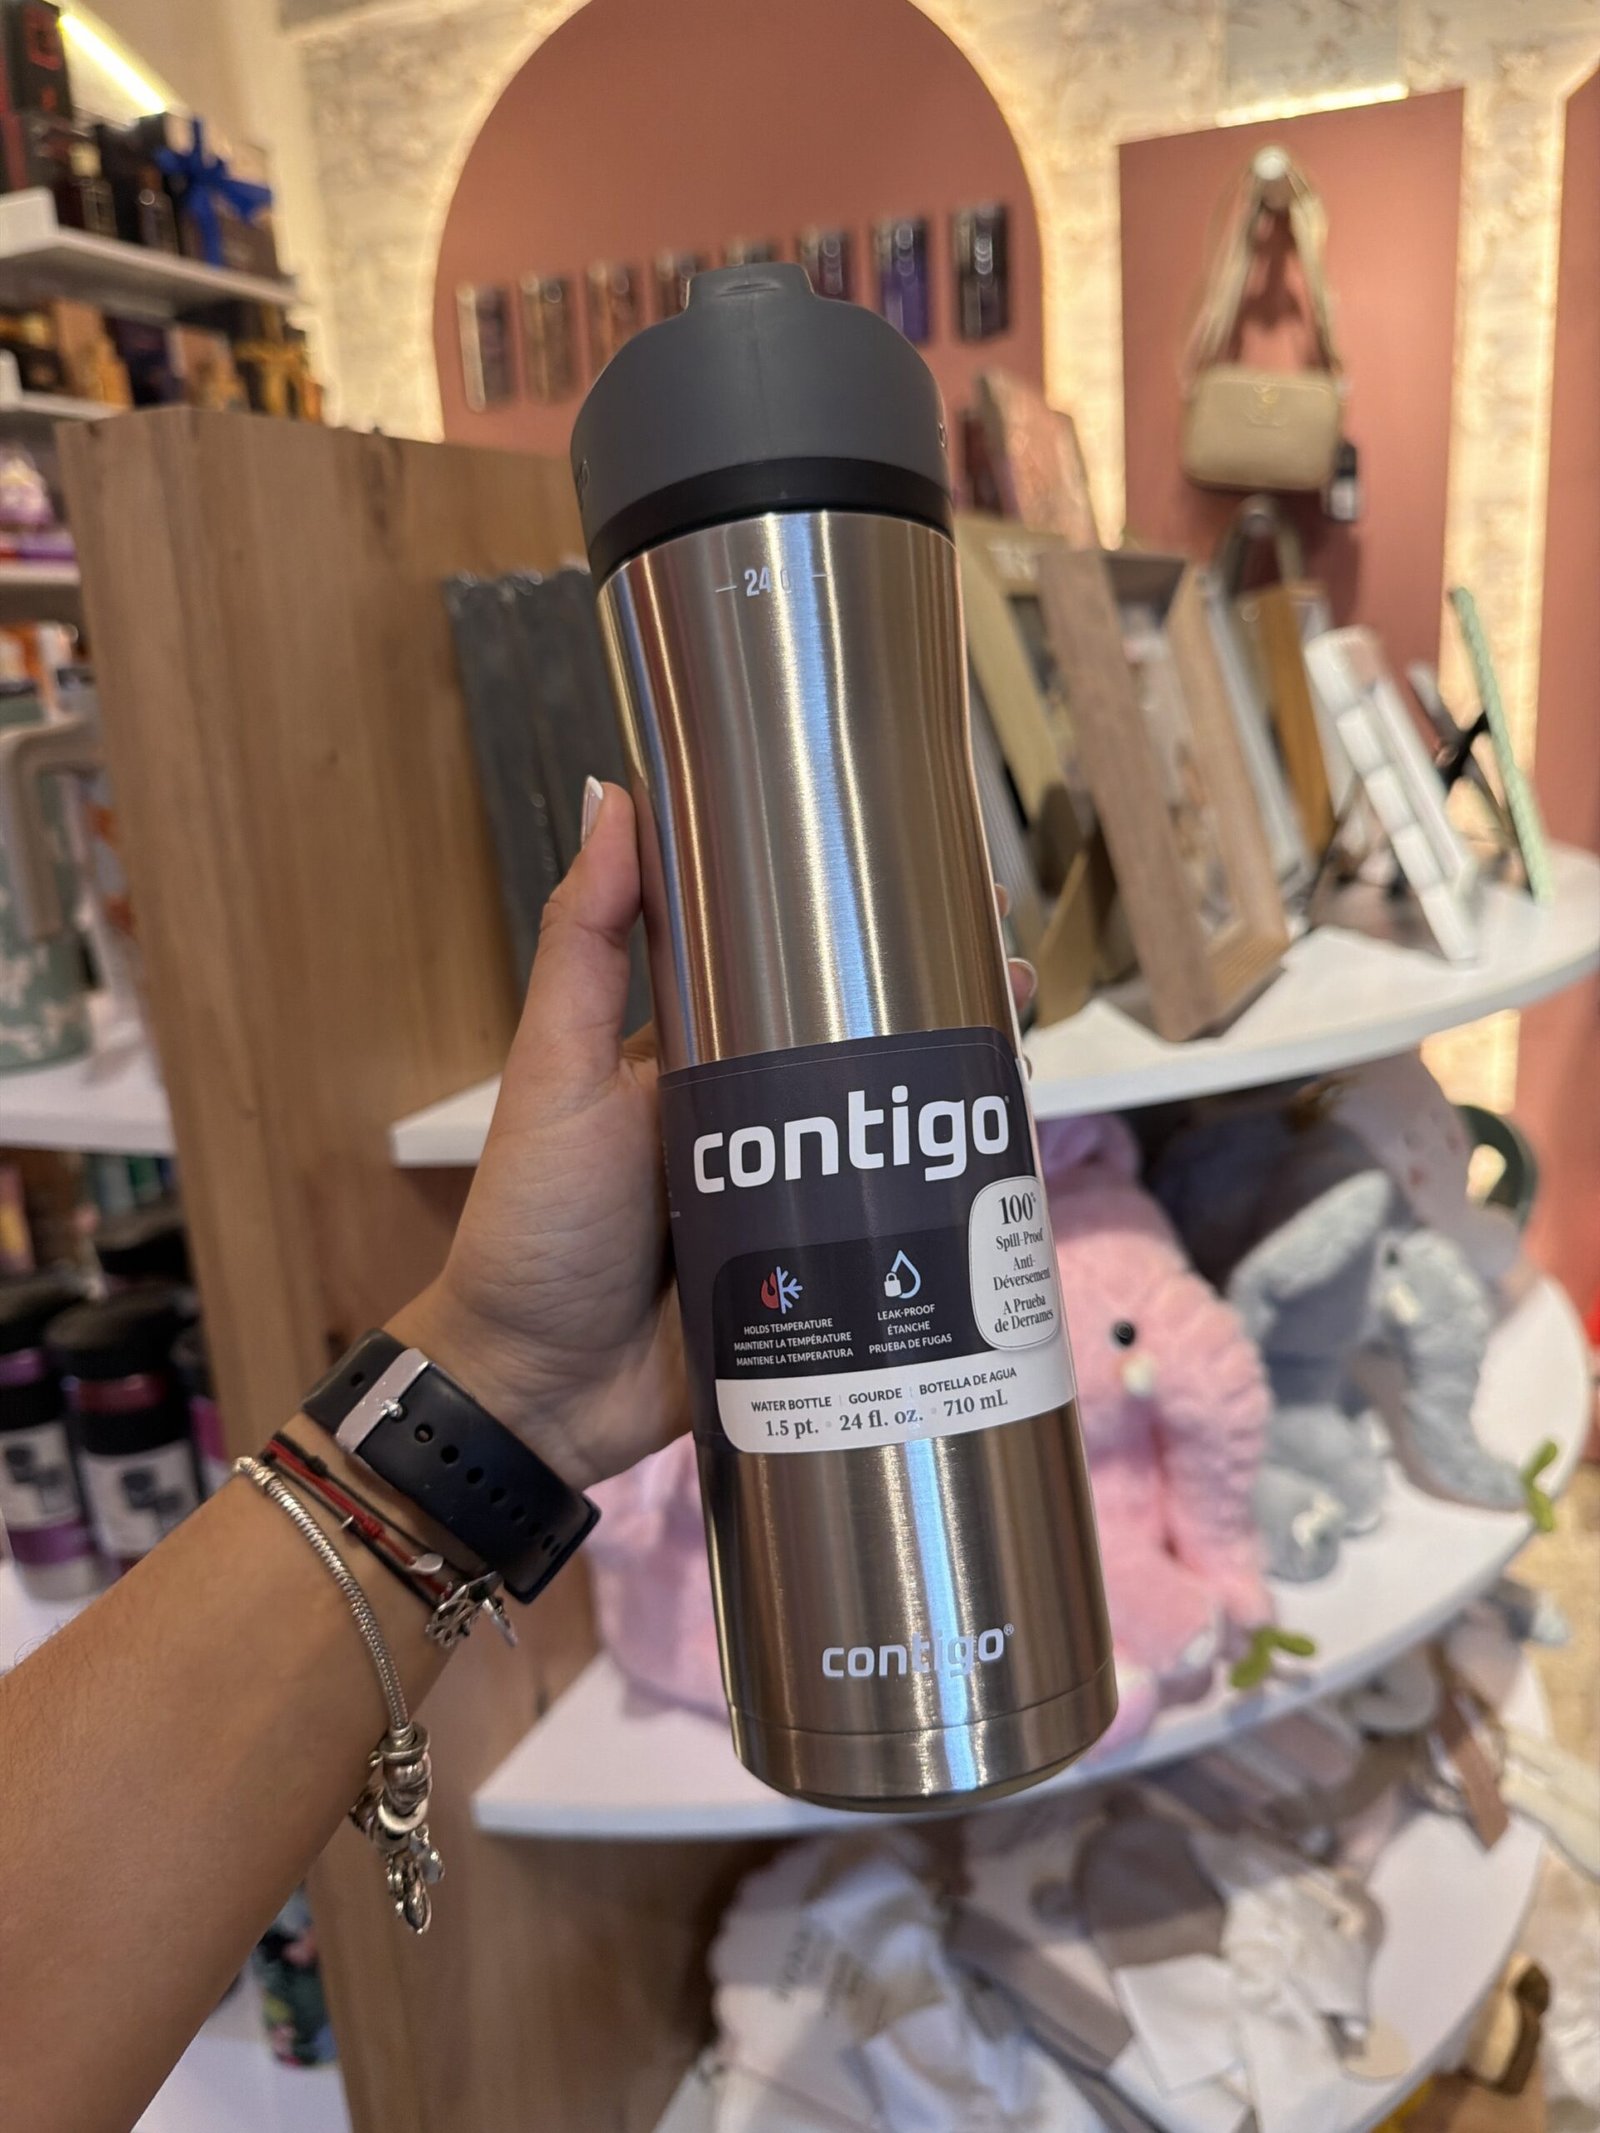 — 24
contigo
100%
Spill-Proof
Anti-
Déversement
A Prueba
de Derrames
HOLDS TEMPERATURE
MAINTIENT LA TEMPÉRATURE
MANTIENE LA TEMPERATURA
LEAK-PROOF
ÉTANCHE
PRUEBA DE FUGAS
WATER BOTTLE | GOURDE | BOTELLA DE AGUA
1.5 pt. • 24 fl. oz. • 710 mL
contigo®